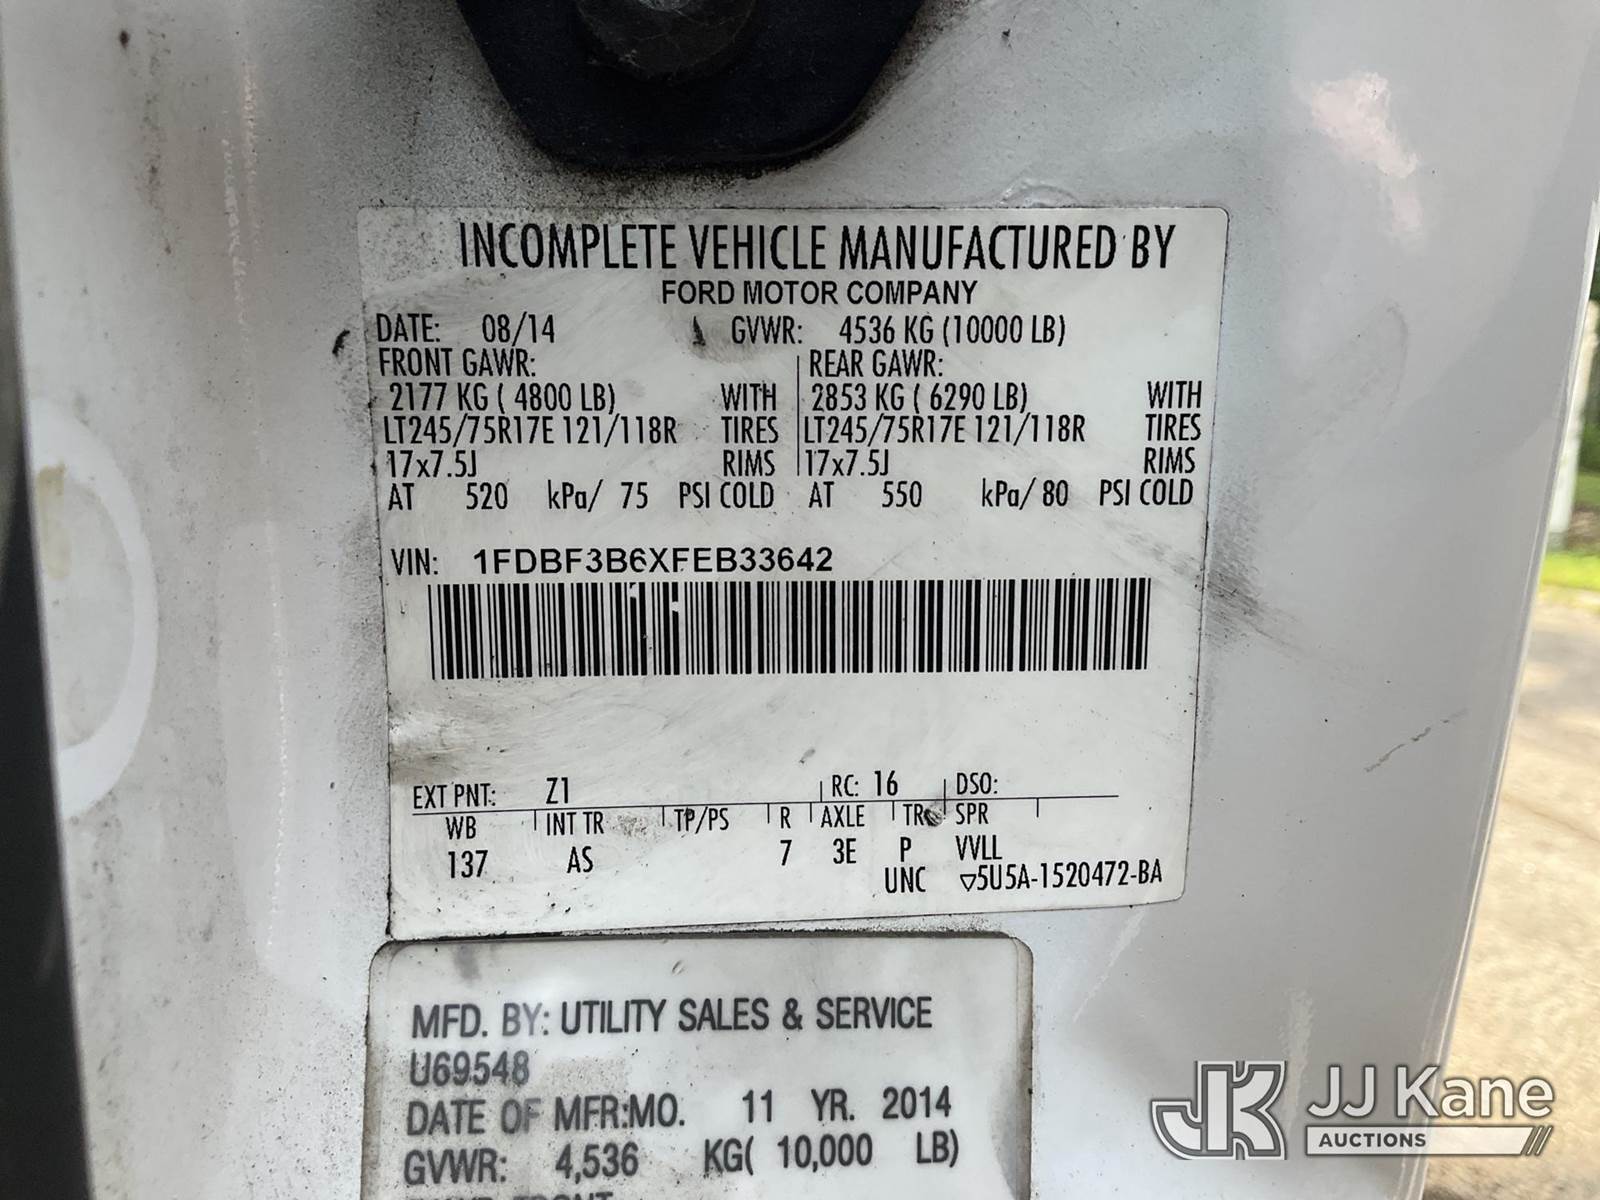 INCOMPLETE VEHICLE MANUFACTURED BY
FORD MOTOR COMPANY
DATE: 08/14 GVWR: 4536 KG (10000 LB)
FRONT GAWR: REAR GAWR:
2177 KG ( 4800 LB) WITH 2853 KG ( 6290 LB) WITH
LT245/75R17E 121/118R TIRES LT245/75R17E 121/118R TIRES
17x7.5J RIMS 17x7.5J RIMS
AT 520 kPa/ 75 PSI COLD AT 550 kPa/ 80 PSI COLD
VIN: 1FDBF3B6XFEB33642
EXT PNT: Z1 RC: 16 DSO:
WB INT TR TP/PS R AXLE TR SPR
137 AS 7 3E P VVLL
UNC ▽5U5A-1520472-BA
MFD. BY: UTILITY SALES & SERVICE
U69548
DATE OF MFR:MO. 11 YR. 2014
GVWR: 4,536 KG( 10,000 LB)
JK JJ Kane
AUCTIONS